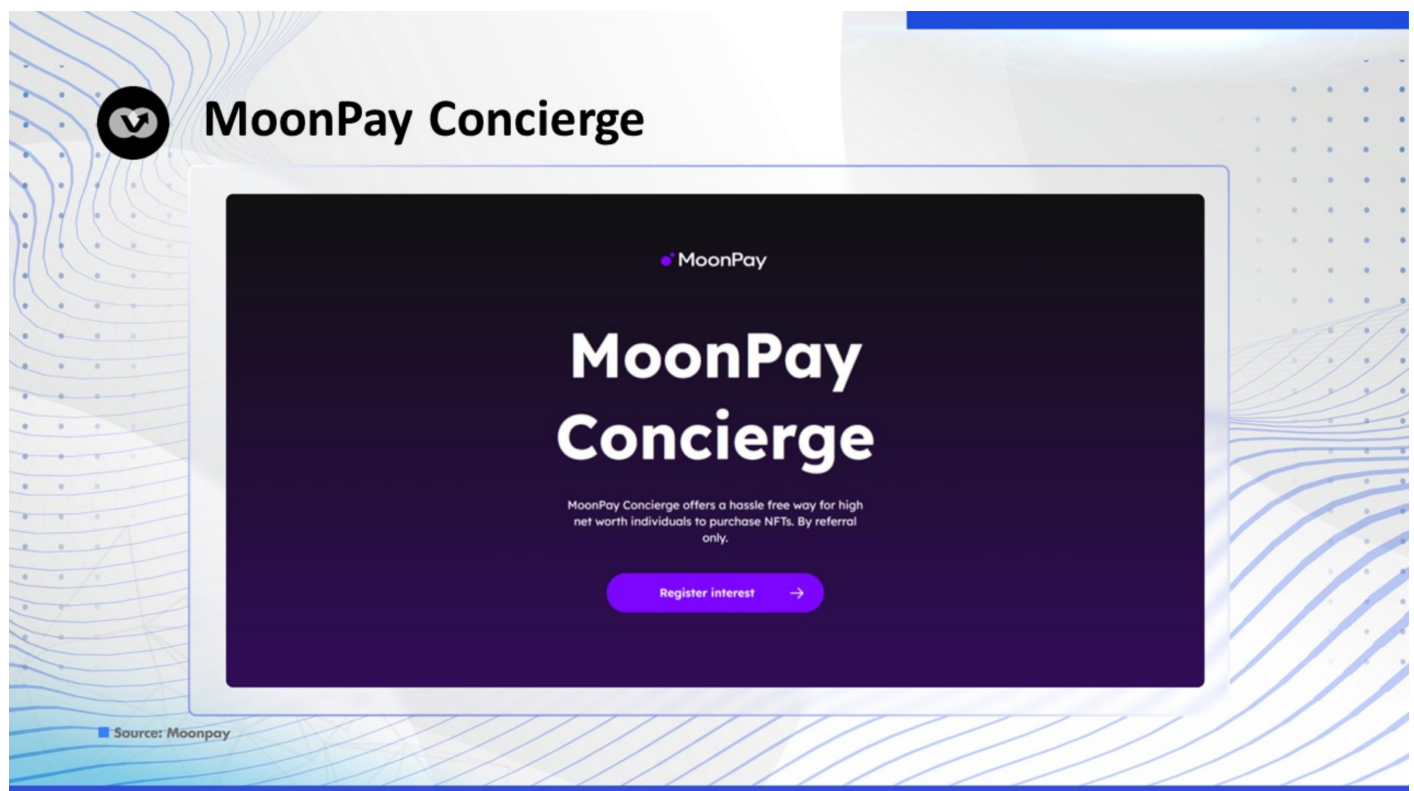 MoonPay Concierge
MoonPay
MoonPay
Concierge
MoonPay Concierge offers a hassle free way for high
net worth individuals to purchase NFTs. By referral
only.
Register interest →
Source: Moonpay